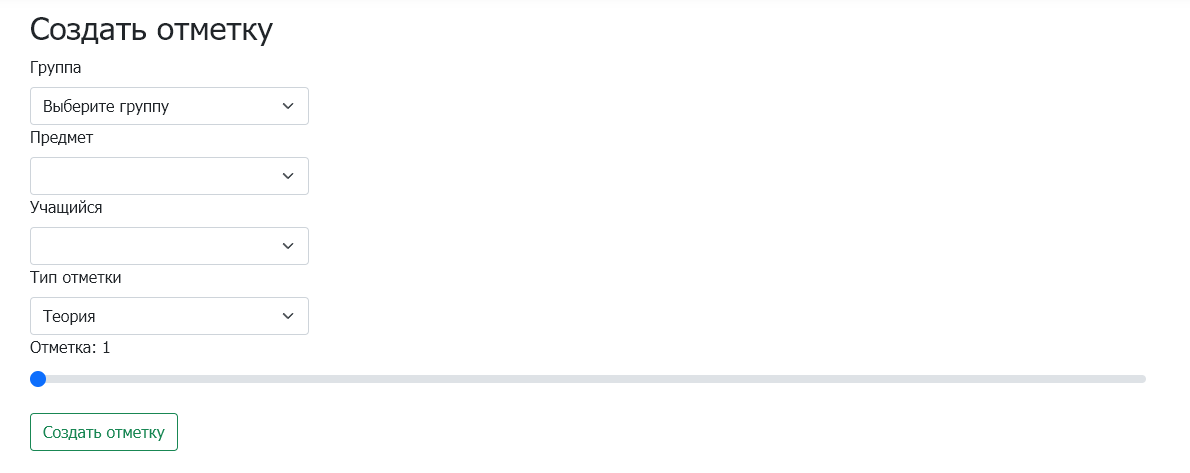 Создать отметку
Группа
Выберите группу
Предмет
Учащийся
Тип отметки
Теория
Отметка: 1
Создать отметку